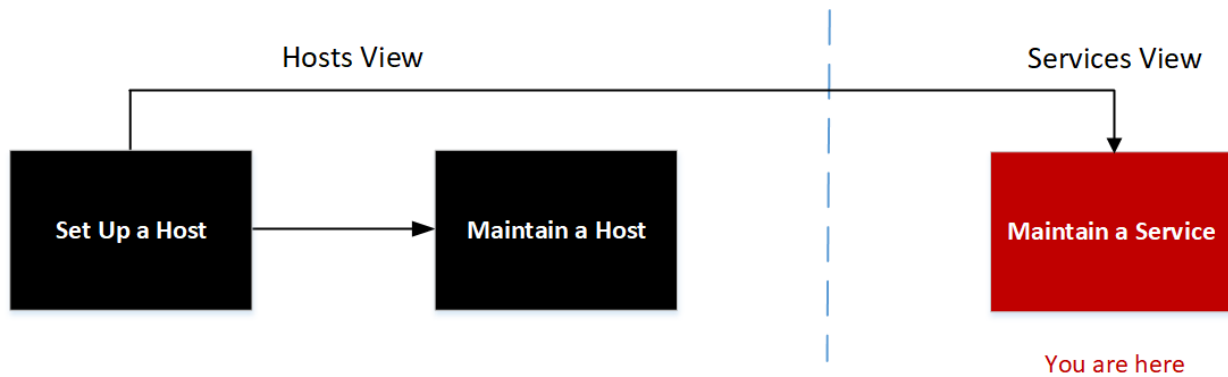 Hosts View
Services View
Set Up a Host
Maintain a Host
Maintain a Service
You are here